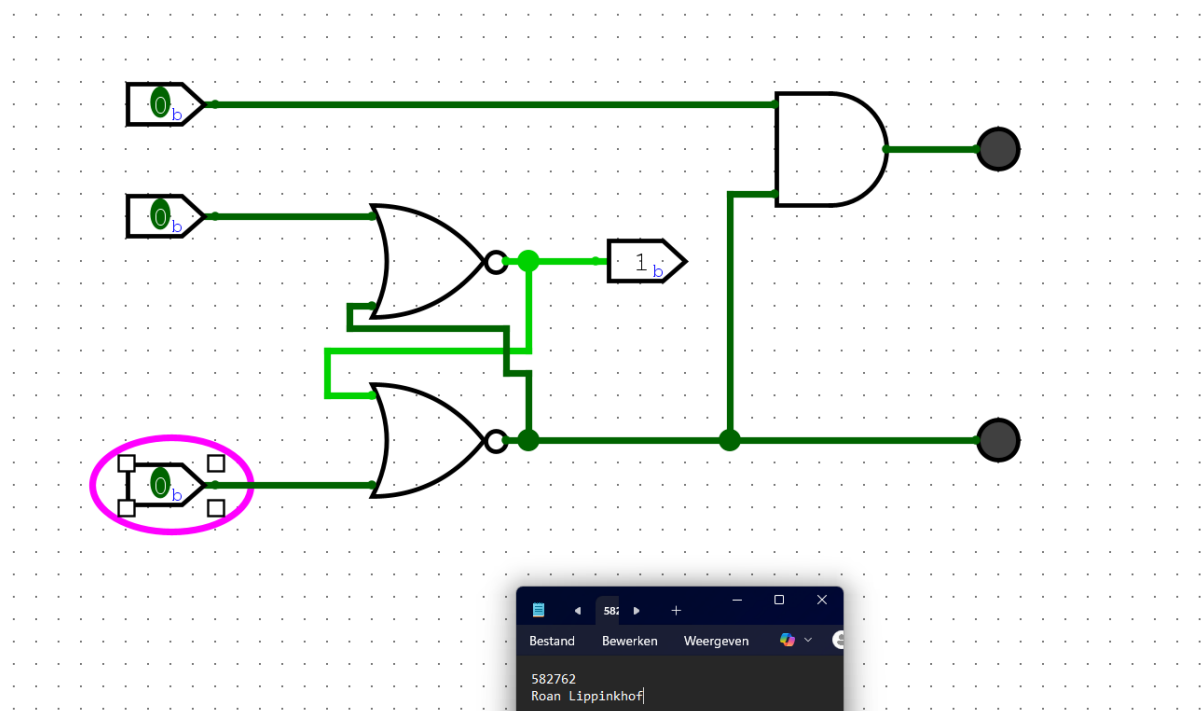 0b
0b
1b
0b
582
Bestand Bewerken Weergeven
582762
Roan Lippinkhof